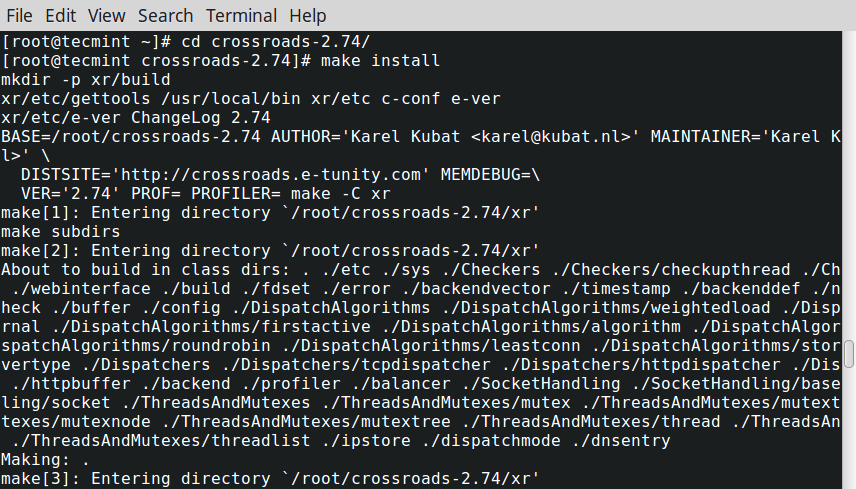 File Edit View Search Terminal Help
[root@tecmint ~]# cd crossroads-2.74/
[root@tecmint crossroads-2.74]# make install
mkdir -p xr/build
xr/etc/gettools /usr/local/bin xr/etc c-conf e-ver
xr/etc/e-ver ChangeLog 2.74
BASE=/root/crossroads-2.74 AUTHOR='Karel Kubat <karel@kubat.nl>' MAINTAINER='Karel K
l>' \
  DISTSITE='http://crossroads.e-tunity.com' MEMDEBUG=\
  VER='2.74' PROF= PROFILER= make -C xr
make[1]: Entering directory `/root/crossroads-2.74/xr'
make subdirs
make[2]: Entering directory `/root/crossroads-2.74/xr'
About to build in class dirs: . ./etc ./sys ./Checkers ./Checkers/checkupthread ./Ch
 ./webinterface ./build ./fdset ./error ./backendvector ./timestamp ./backenddef ./n
heck ./buffer ./config ./DispatchAlgorithms ./DispatchAlgorithms/weightedload ./Disp
rnal ./DispatchAlgorithms/firstactive ./DispatchAlgorithms/algorithm ./DispatchAlgor
spatchAlgorithms/roundrobin ./DispatchAlgorithms/leastconn ./DispatchAlgorithms/stor
vertype ./Dispatchers ./Dispatchers/tcpdispatcher ./Dispatchers/httpdispatcher ./Dis
 ./httpbuffer ./backend ./profiler ./balancer ./SocketHandling ./SocketHandling/base
ling/socket ./ThreadsAndMutexes ./ThreadsAndMutexes/mutex ./ThreadsAndMutexes/mutext
texes/mutexnode ./ThreadsAndMutexes/mutextree ./ThreadsAndMutexes/thread ./ThreadsAn
 ./ThreadsAndMutexes/threadlist ./ipstore ./dispatchmode ./dnsentry
Making: .
make[3]: Entering directory `/root/crossroads-2.74/xr'